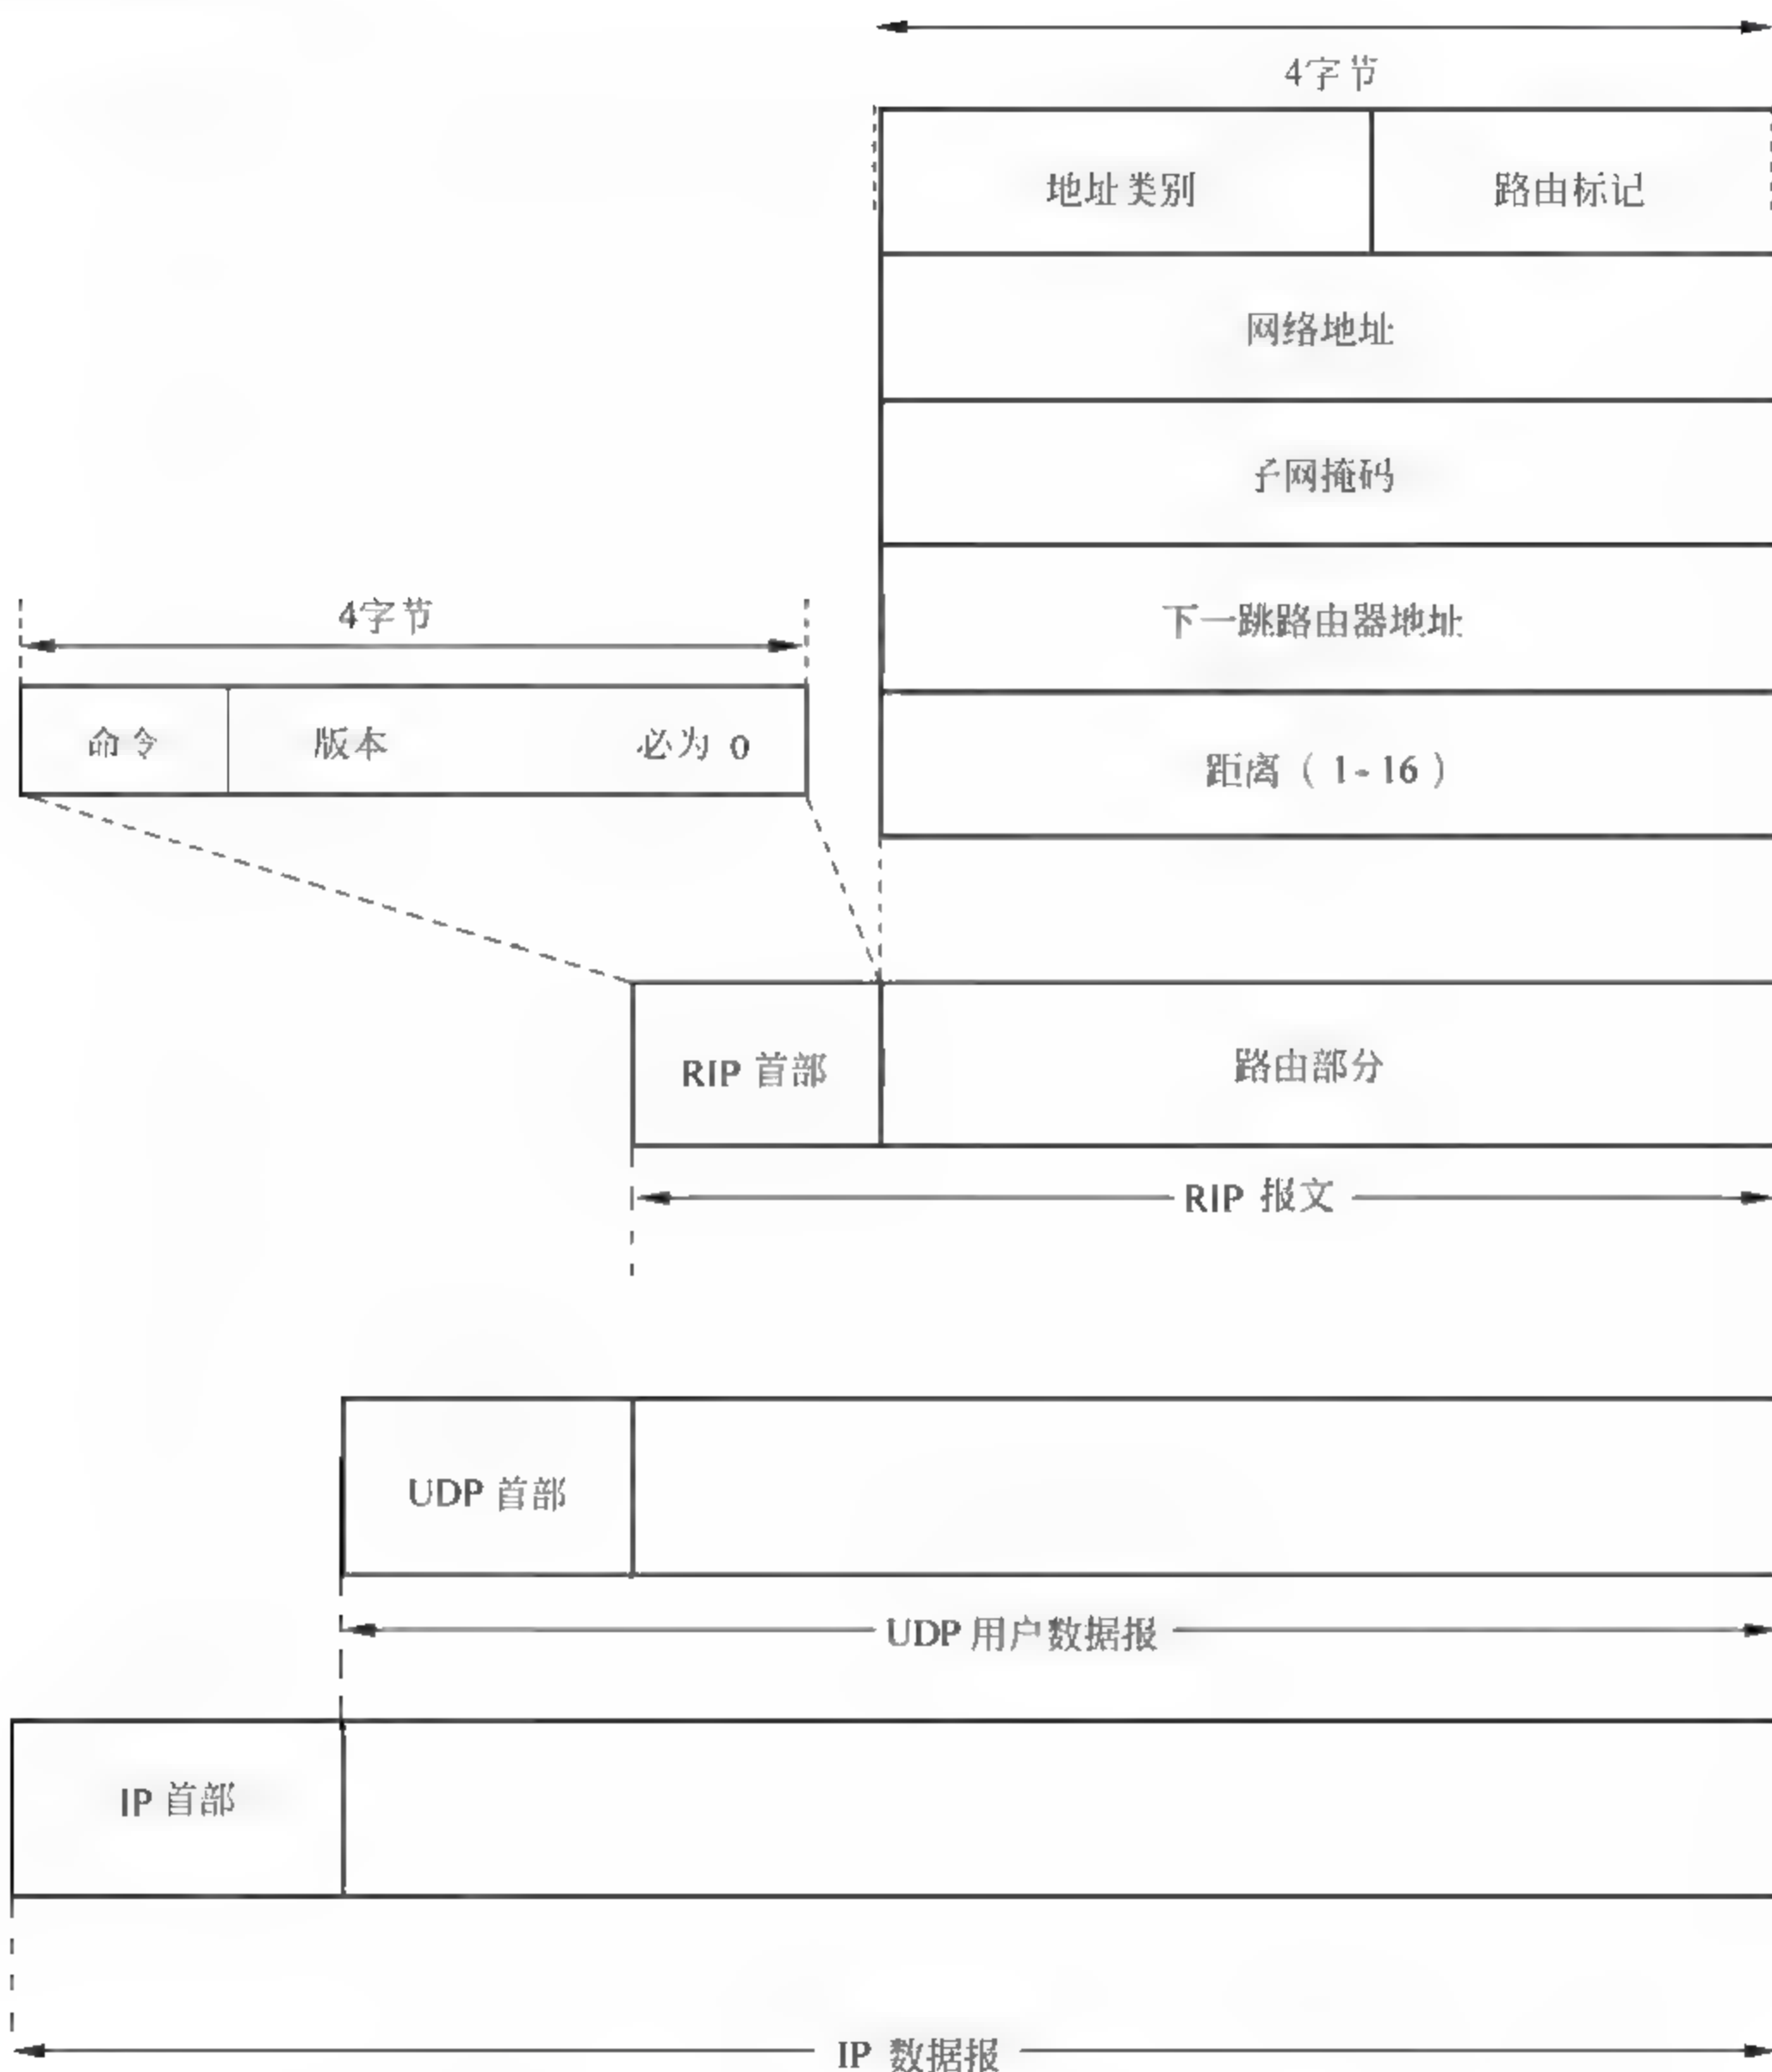 4字节
地址类别
路由标记
网络地址
子网掩码
下一跳路由器地址
4字节
命令
版本
必为 0
距离（1-16）
RIP 首部
路由部分
RIP 报文
UDP 首部
UDP 用户数据报
IP 首部
IP 数据报